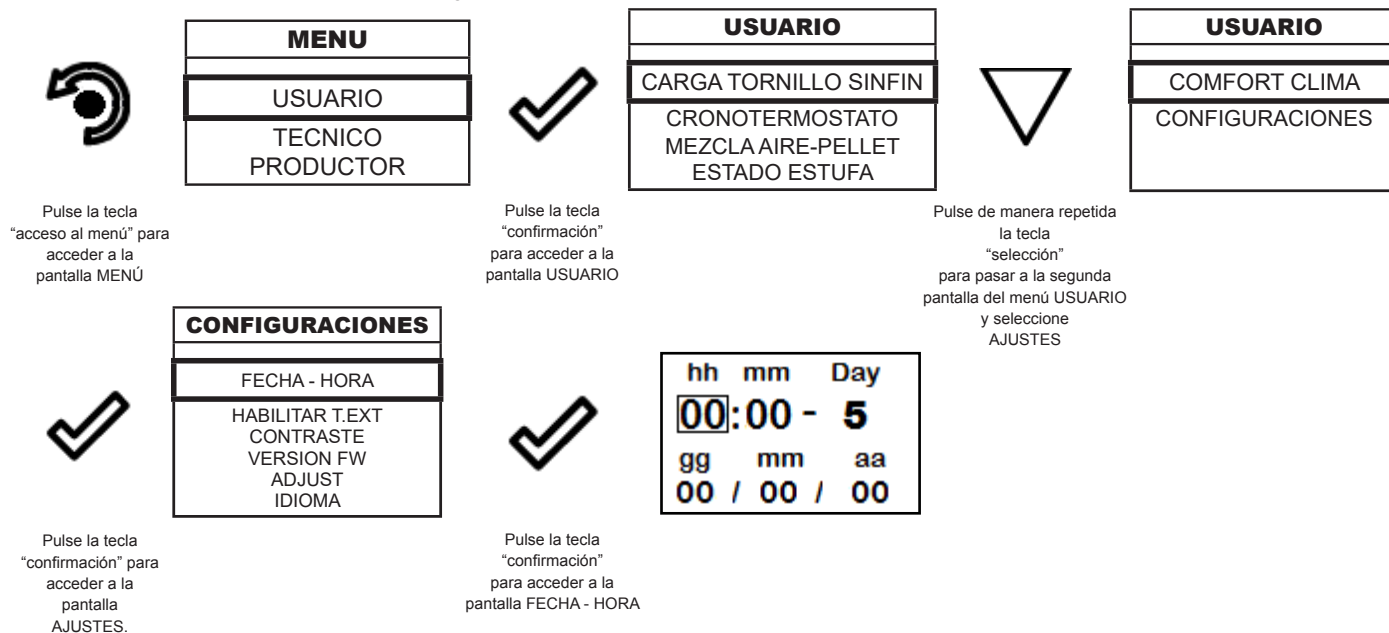 MENU
USUARIO
TECNICO
PRODUCTOR
Pulse la tecla
“acceso al menú” para
acceder a la
pantalla MENÚ
Pulse la tecla
“confirmación”
para acceder a la
pantalla USUARIO
USUARIO
CARGA TORNILLO SINFIN
CRONOTERMOSTATO
MEZCLA AIRE-PELLET
ESTADO ESTUFA
Pulse de manera repetida
la tecla
“selección”
para pasar a la segunda
pantalla del menú USUARIO
y seleccione
AJUSTES
USUARIO
COMFORT CLIMA
CONFIGURACIONES
Pulse la tecla
“confirmación” para
acceder a la
pantalla
AJUSTES.
CONFIGURACIONES
FECHA - HORA
HABILITAR T.EXT
CONTRASTE
VERSION FW
ADJUST
IDIOMA
Pulse la tecla
“confirmación”
para acceder a la
pantalla FECHA - HORA
hh mm Day
00:00 - 5
gg mm aa
00 / 00 / 00